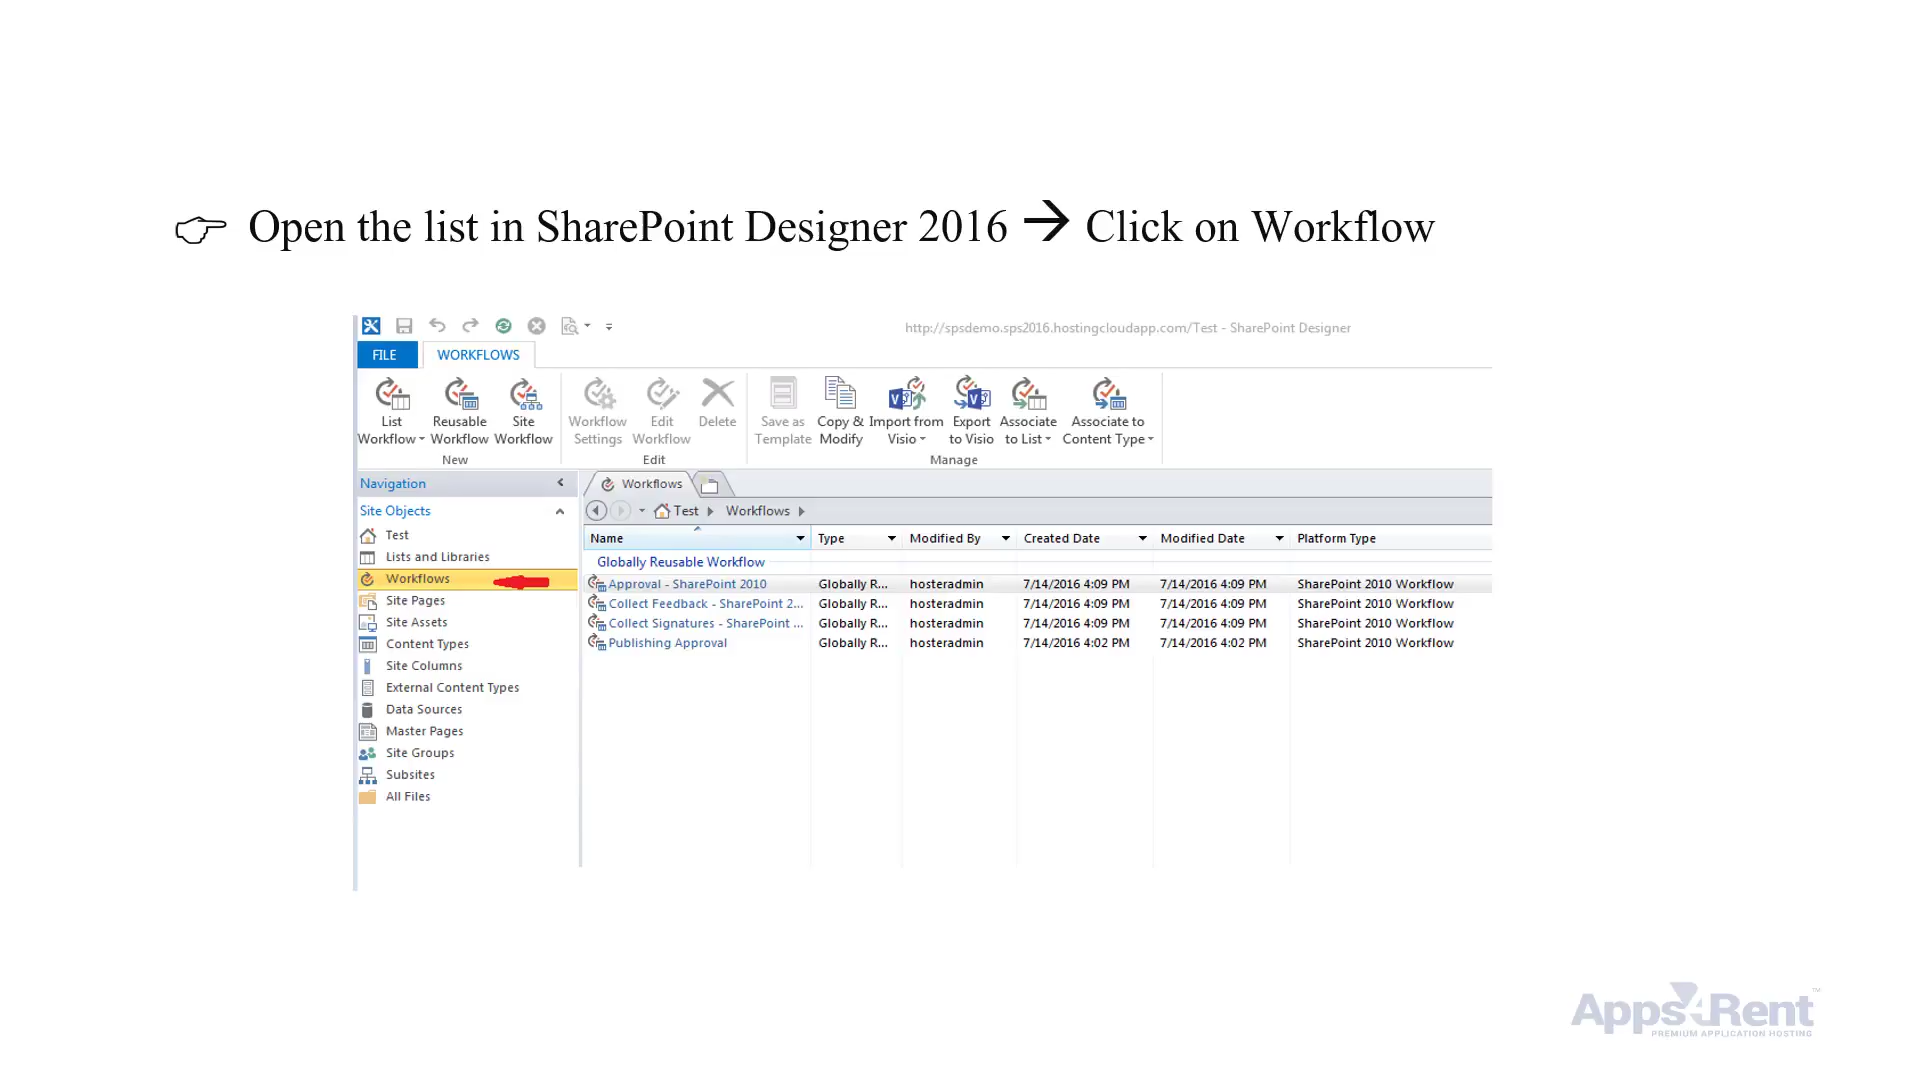 Open the list in SharePoint Designer 2016 → Click on Workflow
http://spsdemo.sps2016.hostingcloudapp.com/Test - SharePoint Designer
FILE WORKFLOWS
List Workflow
Reusable Workflow
Site Workflow
Workflow Settings
Edit Workflow
Delete
Save as Template
Copy & Modify
Import from Visio
Export to Visio
Associate to List
Associate to Content Type
New Edit Manage
Navigation
Site Objects
Test
Lists and Libraries
Workflows
Site Pages
Site Assets
Content Types
Site Columns
External Content Types
Data Sources
Master Pages
Site Groups
Subsites
All Files
Workflows
Test Workflows
Name Type Modified By Created Date Modified Date Platform Type
Globally Reusable Workflow
Approval - SharePoint 2010 Globally R... hosteradmin 7/14/2016 4:09 PM 7/14/2016 4:09 PM SharePoint 2010 Workflow
Collect Feedback - SharePoint 2... Globally R... hosteradmin 7/14/2016 4:09 PM 7/14/2016 4:09 PM SharePoint 2010 Workflow
Collect Signatures - SharePoint ... Globally R... hosteradmin 7/14/2016 4:09 PM 7/14/2016 4:09 PM SharePoint 2010 Workflow
Publishing Approval Globally R... hosteradmin 7/14/2016 4:02 PM 7/14/2016 4:02 PM SharePoint 2010 Workflow
Apps4Rent™
PREMIUM APPLICATION HOSTING